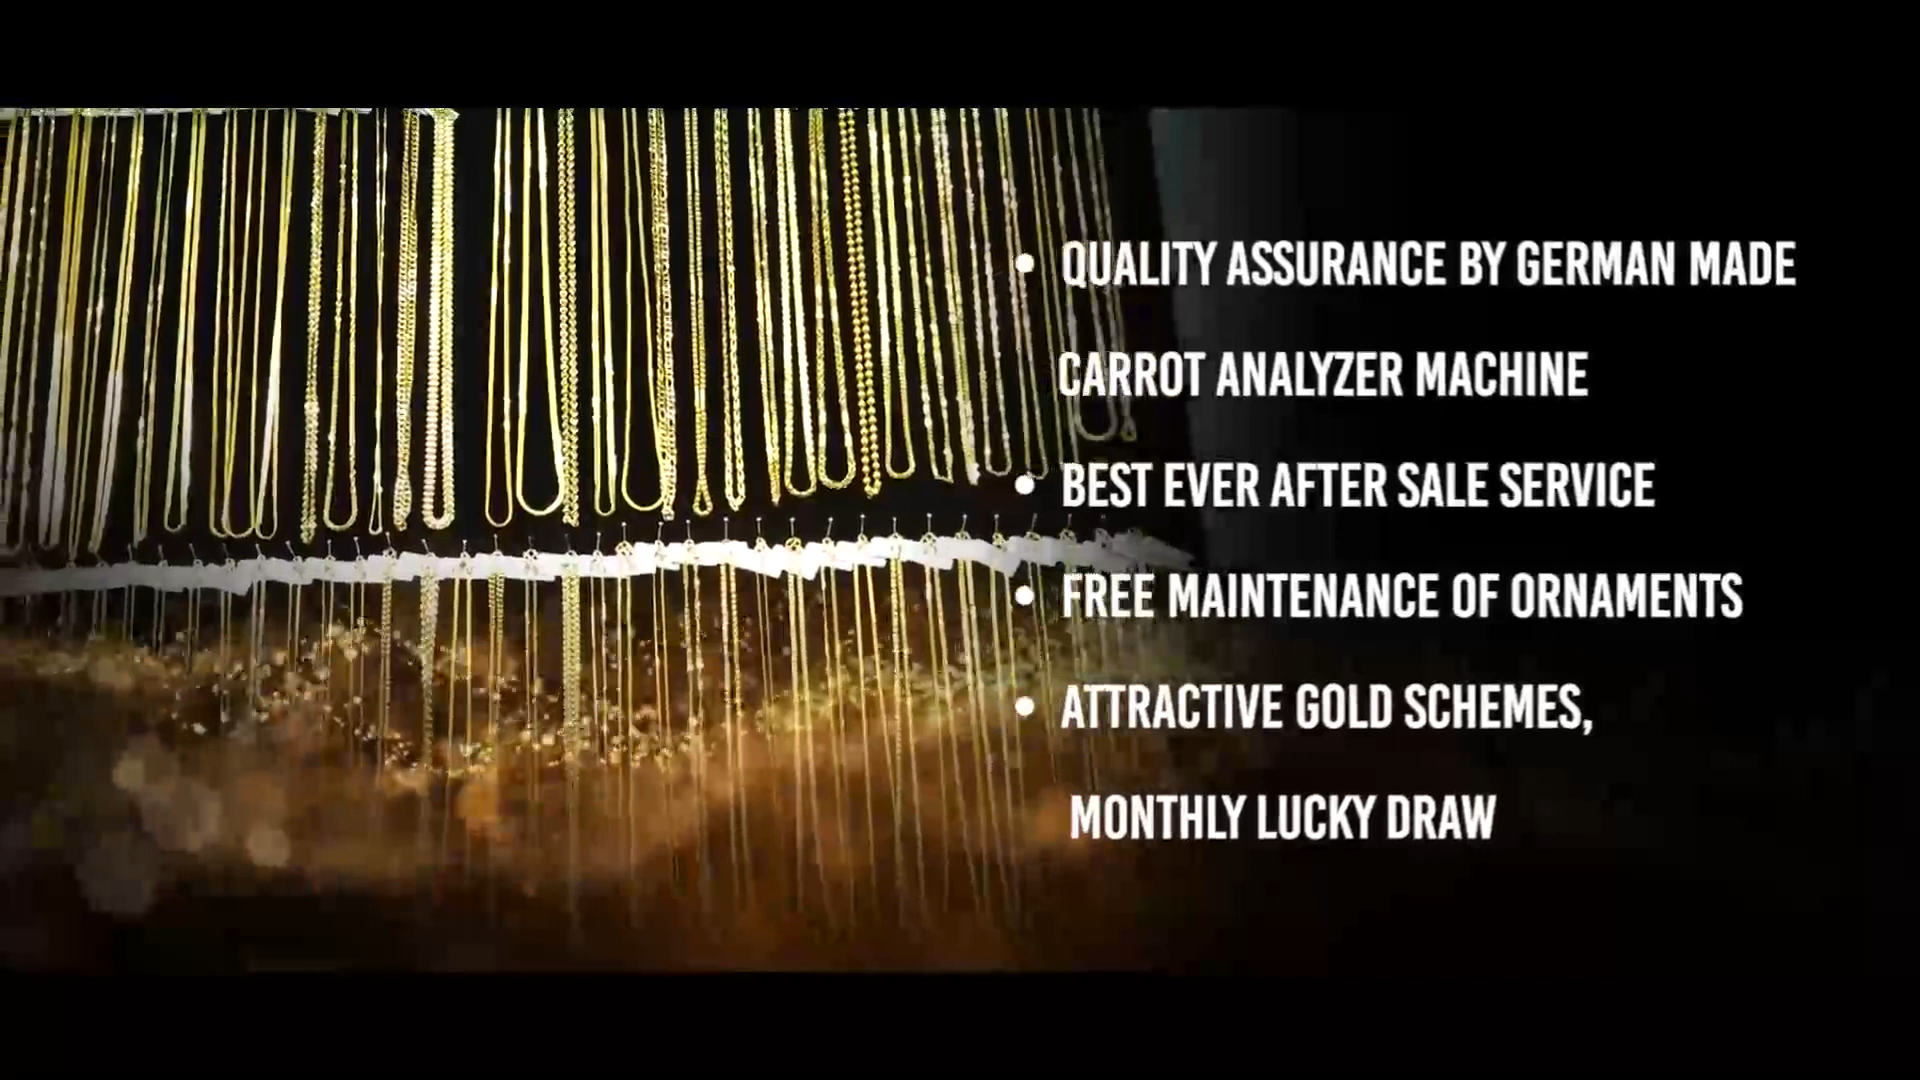 • QUALITY ASSURANCE BY GERMAN MADE
CARROT ANALYZER MACHINE
• BEST EVER AFTER SALE SERVICE
• FREE MAINTENANCE OF ORNAMENTS
• ATTRACTIVE GOLD SCHEMES,
MONTHLY LUCKY DRAW